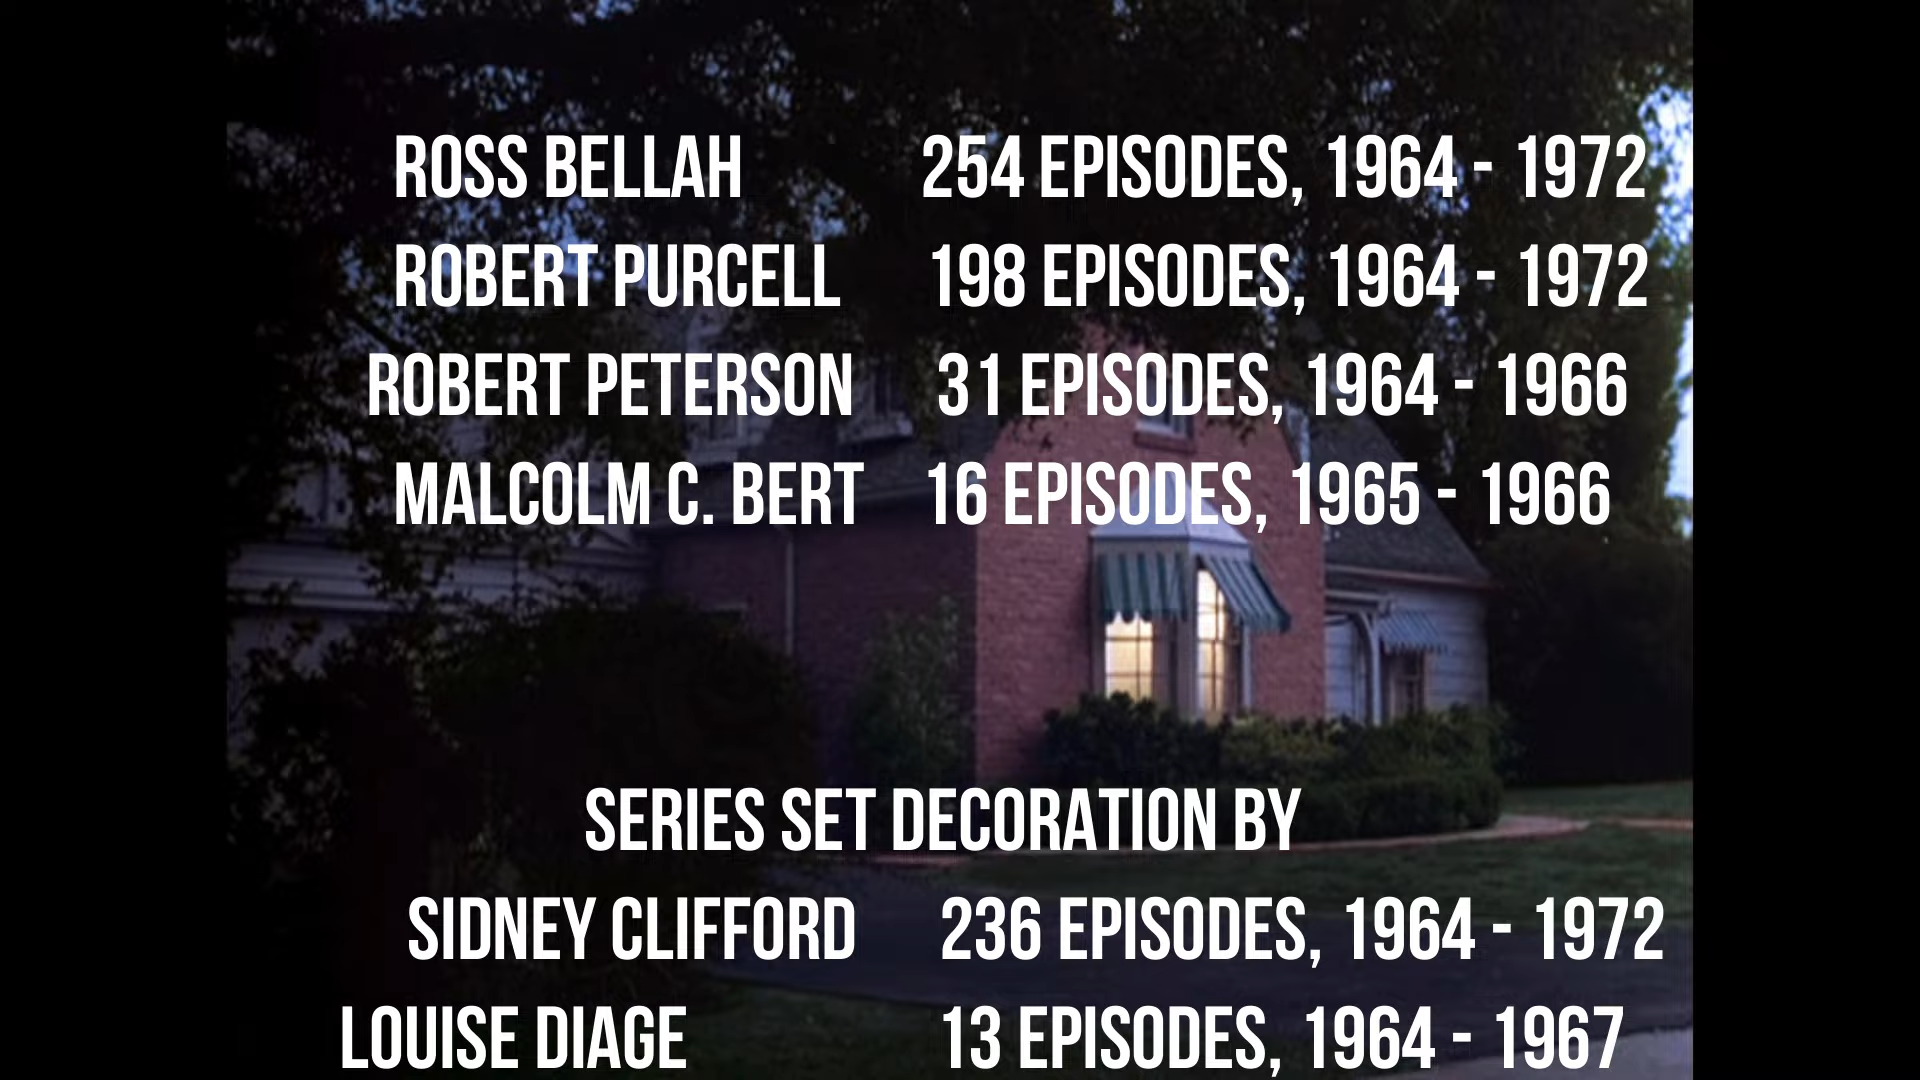 ROSS BELLAH 254 EPISODES, 1964 - 1972
ROBERT PURCELL 198 EPISODES, 1964 - 1972
ROBERT PETERSON 31 EPISODES, 1964 - 1966
MALCOLM C. BERT 16 EPISODES, 1965 - 1966
SERIES SET DECORATION BY
SIDNEY CLIFFORD 236 EPISODES, 1964 - 1972
LOUISE DIAGE 13 EPISODES, 1964 - 1967